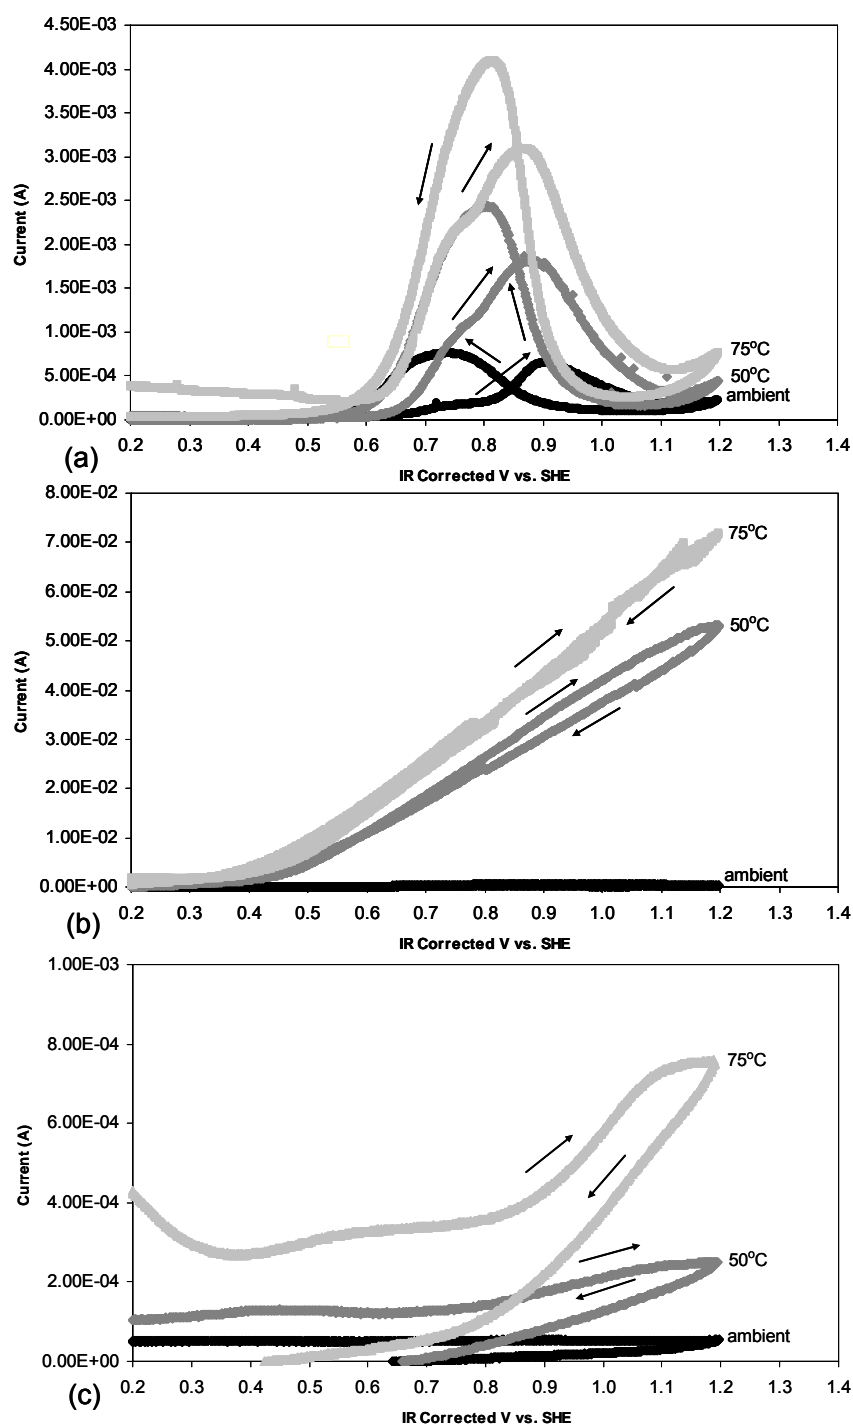 4.50E-03
4.00E-03
3.50E-03
3.00E-03
2.50E-03
2.00E-03
1.50E-03
1.00E-03
5.00E-04
0.00E+00
Current (A)
75°C
50°C
ambient
0.2 0.3 0.4 0.5 0.6 0.7 0.8 0.9 1.0 1.1 1.2 1.3 1.4
(a)
IR Corrected V vs. SHE
8.00E-02
7.00E-02
6.00E-02
5.00E-02
4.00E-02
3.00E-02
2.00E-02
1.00E-02
0.00E+00
Current (A)
75°C
50°C
ambient
0.2 0.3 0.4 0.5 0.6 0.7 0.8 0.9 1.0 1.1 1.2 1.3 1.4
(b)
IR Corrected V vs. SHE
1.00E-03
8.00E-04
6.00E-04
4.00E-04
2.00E-04
0.00E+00
Current (A)
75°C
50°C
ambient
0.2 0.3 0.4 0.5 0.6 0.7 0.8 0.9 1.0 1.1 1.2 1.3 1.4
(c)
IR Corrected V vs. SHE